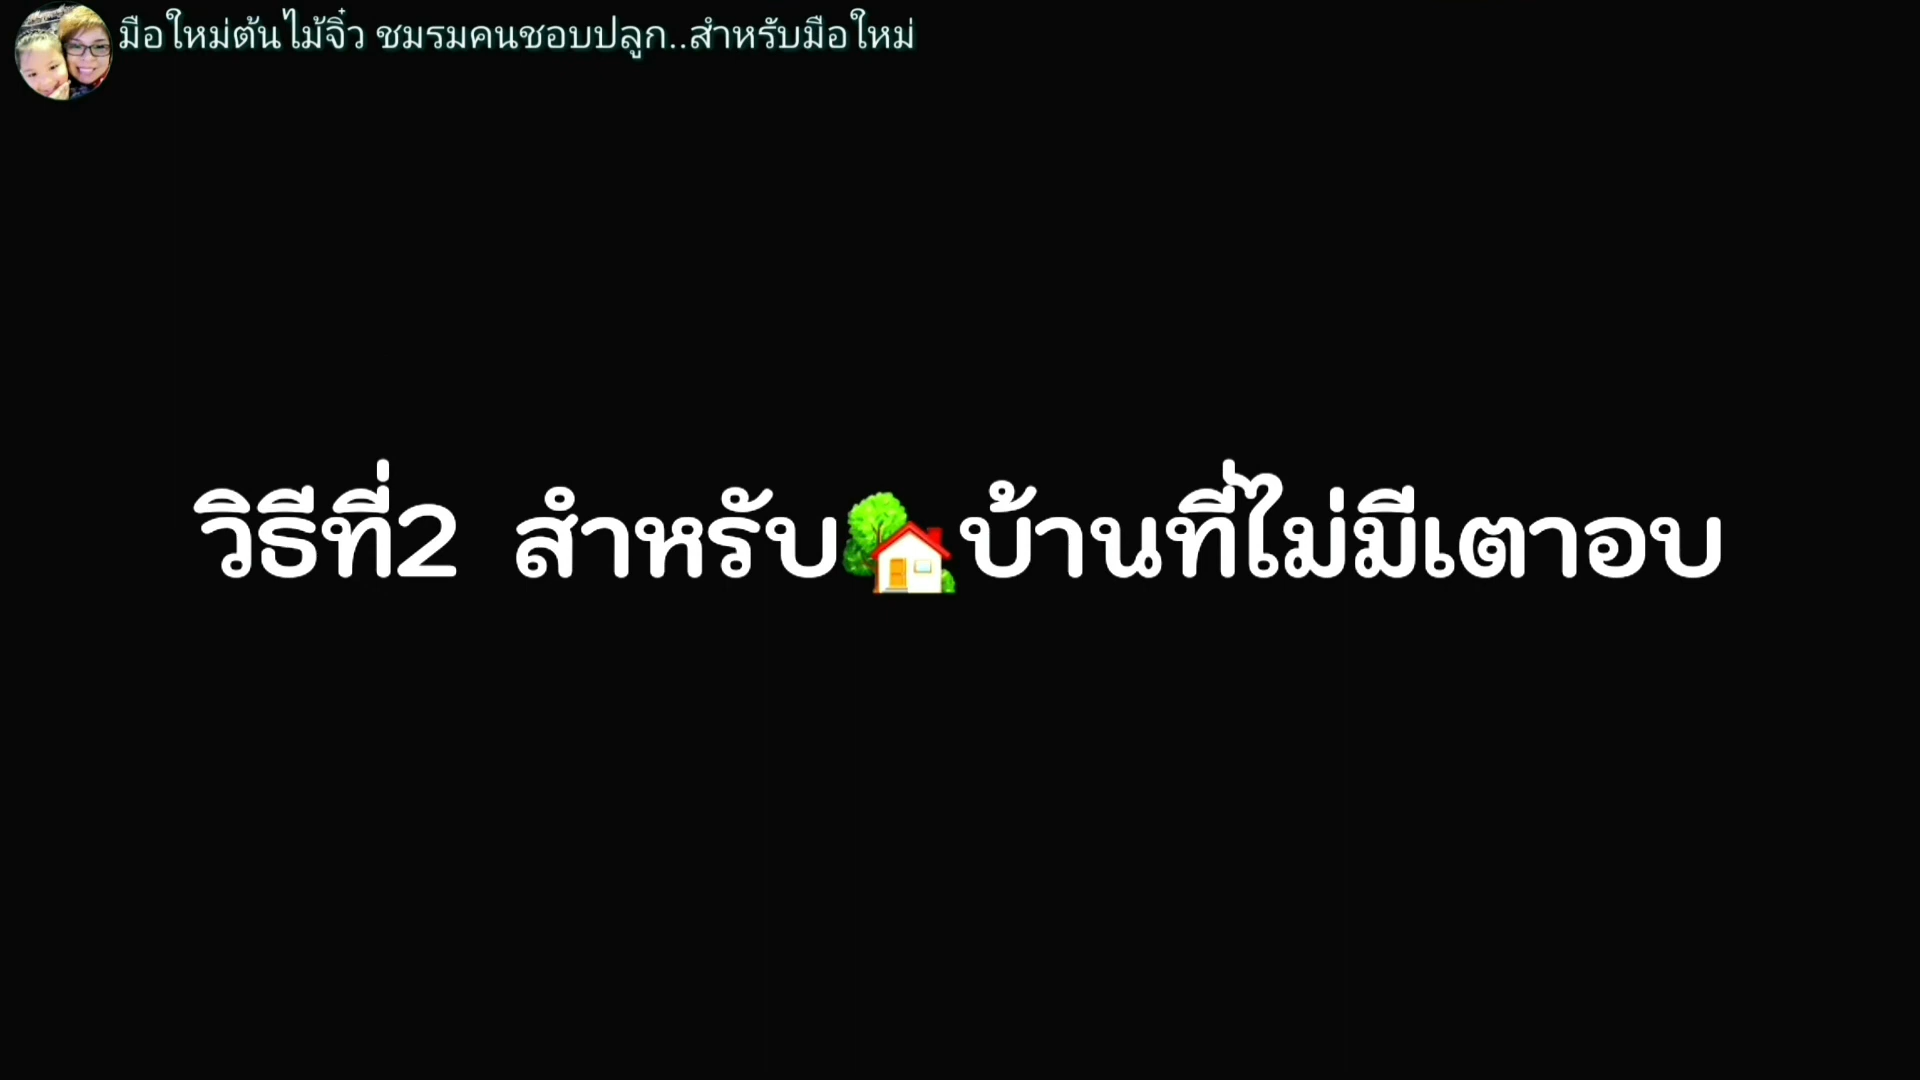 มือใหม่ต้นไม้จิ๋ว ชมรมคนชอบปลูก..สำหรับมือใหม่
วิธีที่2 สำหรับ🏡บ้านที่ไม่มีเตาอบ